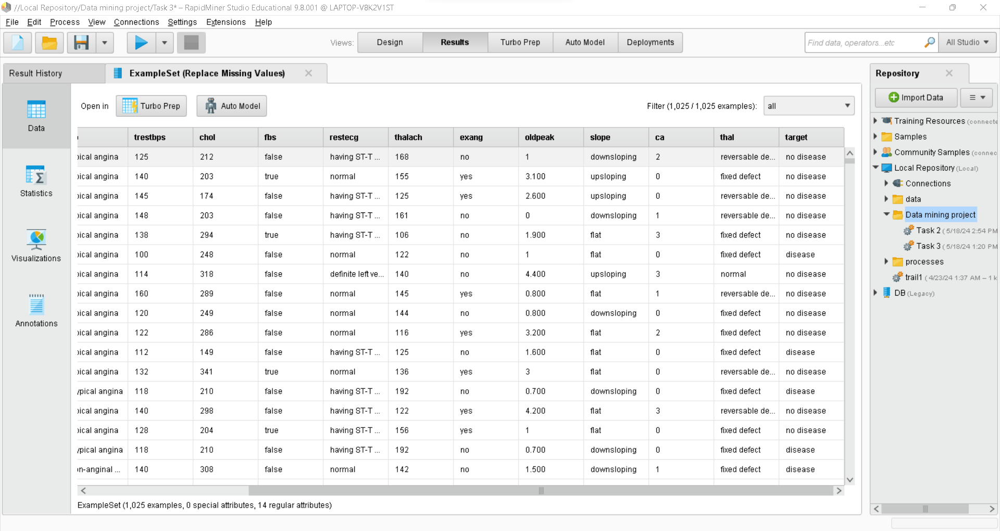 //Local Repository/Data mining project/Task 3* – RapidMiner Studio Educational 9.8.001 @ LAPTOP-V8K2V1ST
File Edit Process View Connections Settings Extensions Help
Views: Design Results Turbo Prep Auto Model Deployments Find data, operators...etc All Studio
Result History ExampleSet (Replace Missing Values)
Open in Turbo Prep Auto Model Filter (1,025 / 1,025 examples): all
Data
Statistics
Visualizations
Annotations
trestbps chol fbs restecg thalach exang oldpeak slope ca thal target
pical angina 125 212 false having ST-T ... 168 no 1 downsloping 2 reversable de... no disease
pical angina 140 203 true normal 155 yes 3.100 upsloping 0 fixed defect no disease
pical angina 145 174 false having ST-T ... 125 yes 2.600 upsloping 0 reversable de... no disease
pical angina 148 203 false having ST-T ... 161 no 0 downsloping 1 reversable de... no disease
pical angina 138 294 true having ST-T ... 106 no 1.900 flat 3 fixed defect no disease
pical angina 100 248 false normal 122 no 1 flat 0 fixed defect disease
pical angina 114 318 false definite left ve... 140 no 4.400 upsloping 3 normal no disease
pical angina 160 289 false normal 145 yes 0.800 flat 1 reversable de... no disease
pical angina 120 249 false normal 144 no 0.800 downsloping 0 fixed defect no disease
pical angina 122 286 false normal 116 yes 3.200 flat 2 fixed defect no disease
pical angina 112 149 false having ST-T ... 125 no 1.600 flat 0 fixed defect disease
pical angina 132 341 true normal 136 yes 3 flat 0 reversable de... no disease
ypical angina 118 210 false having ST-T ... 192 no 0.700 downsloping 0 fixed defect disease
pical angina 140 298 false having ST-T ... 122 yes 4.200 flat 3 reversable de... no disease
pical angina 128 204 true having ST-T ... 156 yes 1 flat 0 fixed defect no disease
ypical angina 118 210 false having ST-T ... 192 no 0.700 downsloping 0 fixed defect disease
on-anginal ... 140 308 false normal 142 no 1.500 downsloping 1 fixed defect disease
ExampleSet (1,025 examples, 0 special attributes, 14 regular attributes)
Repository
Import Data
Training Resources (connecte
Samples
Community Samples (connec
Local Repository (Local)
Connections
data
Data mining project
Task 2 ( 5/18/24 2:54 PM
Task 3 ( 5/18/24 1:20 PM
processes
trail1 ( 4/23/24 1:37 AM – 1 k
DB (Legacy)